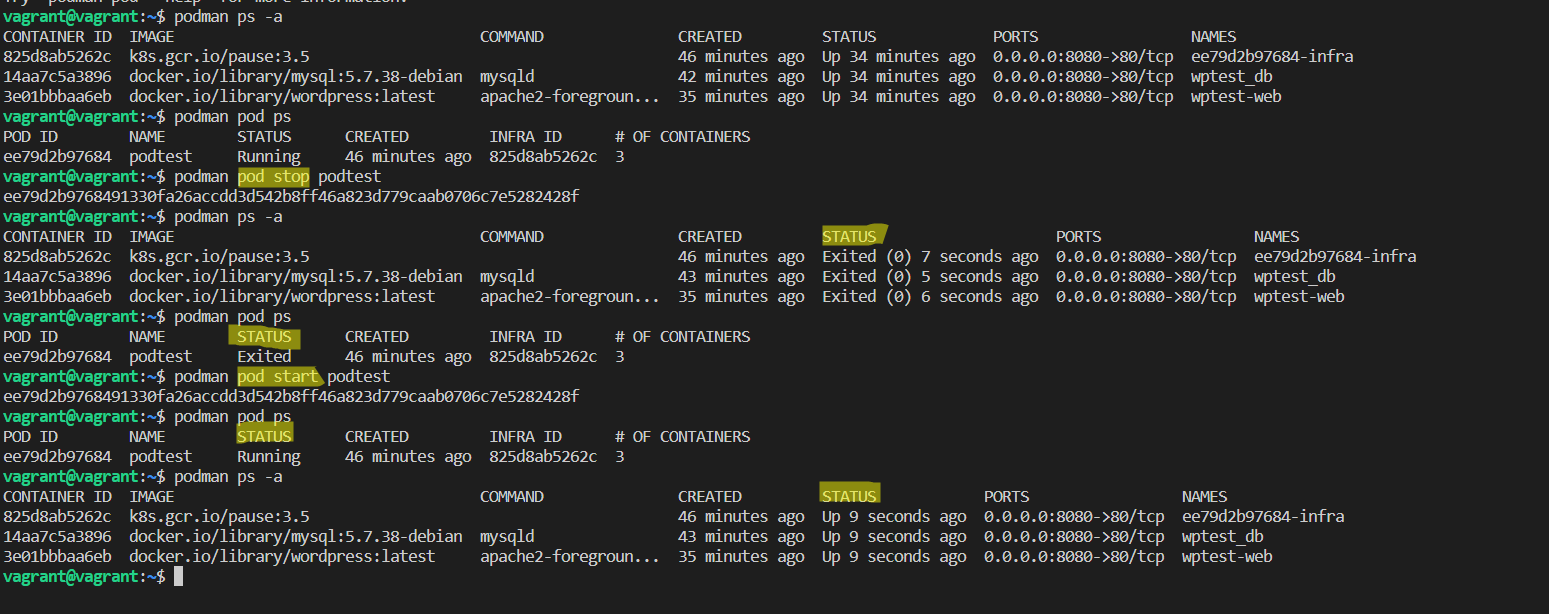 Try 'podman pod --help' for more information.
vagrant@vagrant:~$ podman ps -a
CONTAINER ID  IMAGE                                  COMMAND               CREATED         STATUS             PORTS                 NAMES
825d8ab5262c  k8s.gcr.io/pause:3.5                                         46 minutes ago  Up 34 minutes ago  0.0.0.0:8080->80/tcp  ee79d2b97684-infra
14aa7c5a3896  docker.io/library/mysql:5.7.38-debian  mysqld                42 minutes ago  Up 34 minutes ago  0.0.0.0:8080->80/tcp  wptest_db
3e01bbbaa6eb  docker.io/library/wordpress:latest     apache2-foregroun...  35 minutes ago  Up 34 minutes ago  0.0.0.0:8080->80/tcp  wptest-web
vagrant@vagrant:~$ podman pod ps
POD ID        NAME        STATUS      CREATED         INFRA ID      # OF CONTAINERS
ee79d2b97684  podtest     Running     46 minutes ago  825d8ab5262c  3
vagrant@vagrant:~$ podman pod stop podtest
ee79d2b9768491330fa26accdd3d542b8ff46a823d779caab0706c7e5282428f
vagrant@vagrant:~$ podman ps -a
CONTAINER ID  IMAGE                                  COMMAND               CREATED         STATUS                    PORTS                 NAMES
825d8ab5262c  k8s.gcr.io/pause:3.5                                         46 minutes ago  Exited (0) 7 seconds ago  0.0.0.0:8080->80/tcp  ee79d2b97684-infra
14aa7c5a3896  docker.io/library/mysql:5.7.38-debian  mysqld                43 minutes ago  Exited (0) 5 seconds ago  0.0.0.0:8080->80/tcp  wptest_db
3e01bbbaa6eb  docker.io/library/wordpress:latest     apache2-foregroun...  35 minutes ago  Exited (0) 6 seconds ago  0.0.0.0:8080->80/tcp  wptest-web
vagrant@vagrant:~$ podman pod ps
POD ID        NAME        STATUS      CREATED         INFRA ID      # OF CONTAINERS
ee79d2b97684  podtest     Exited      46 minutes ago  825d8ab5262c  3
vagrant@vagrant:~$ podman pod start podtest
ee79d2b9768491330fa26accdd3d542b8ff46a823d779caab0706c7e5282428f
vagrant@vagrant:~$ podman pod ps
POD ID        NAME        STATUS      CREATED         INFRA ID      # OF CONTAINERS
ee79d2b97684  podtest     Running     46 minutes ago  825d8ab5262c  3
vagrant@vagrant:~$ podman ps -a
CONTAINER ID  IMAGE                                  COMMAND               CREATED         STATUS            PORTS                 NAMES
825d8ab5262c  k8s.gcr.io/pause:3.5                                         46 minutes ago  Up 9 seconds ago  0.0.0.0:8080->80/tcp  ee79d2b97684-infra
14aa7c5a3896  docker.io/library/mysql:5.7.38-debian  mysqld                43 minutes ago  Up 9 seconds ago  0.0.0.0:8080->80/tcp  wptest_db
3e01bbbaa6eb  docker.io/library/wordpress:latest     apache2-foregroun...  35 minutes ago  Up 9 seconds ago  0.0.0.0:8080->80/tcp  wptest-web
vagrant@vagrant:~$